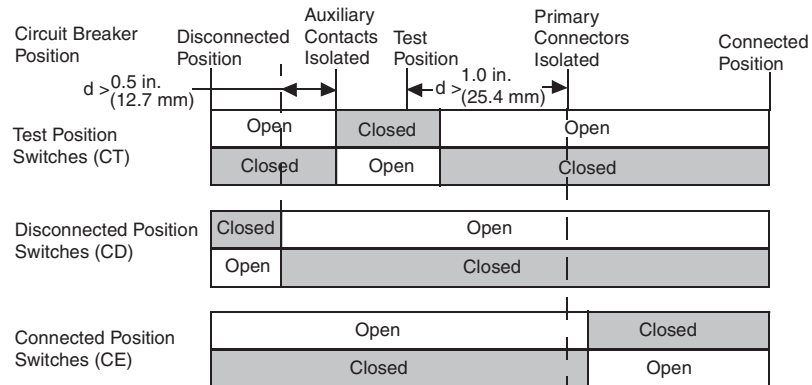 Circuit Breaker
Position
Disconnected
Position
Auxiliary
Contacts
Isolated
Test
Position
Primary
Connectors
Isolated
Connected
Position
d > 0.5 in.
(12.7 mm)
d > 1.0 in.
(25.4 mm)
Test Position
Switches (CT)
Open Closed Open
Closed Open Closed
Disconnected Position
Switches (CD)
Closed Open
Open Closed
Connected Position
Switches (CE)
Open Closed
Closed Open